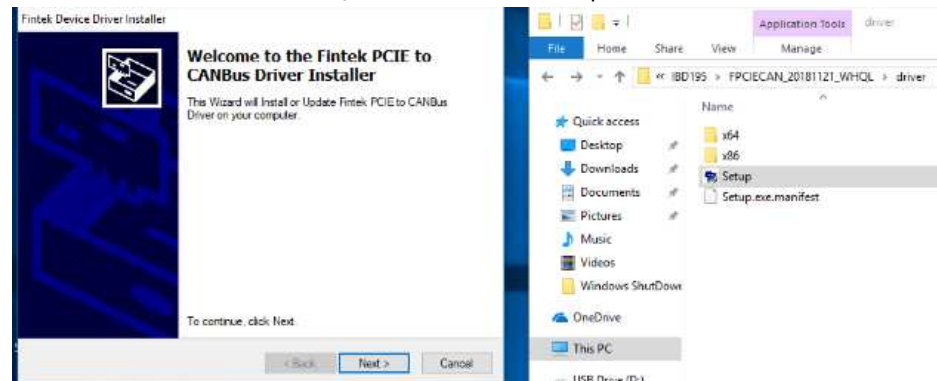 Fintek Device Driver Installer
Welcome to the Fintek PCIE to
CANBus Driver Installer
This Wizard will Install or Update Fintek PCIE to CANBus
Driver on your computer.
To continue, click Next.
< Back
Next >
Cancel
Application Tools
driver
File
Home
Share
View
Manage
« IBD195 > FPCIECAN_20181121_WHQL > driver
Name
Quick access
Desktop
Downloads
Documents
Pictures
Music
Videos
Windows ShutDown
OneDrive
This PC
USB Drive (D:)
x64
x86
Setup
Setup.exe.manifest